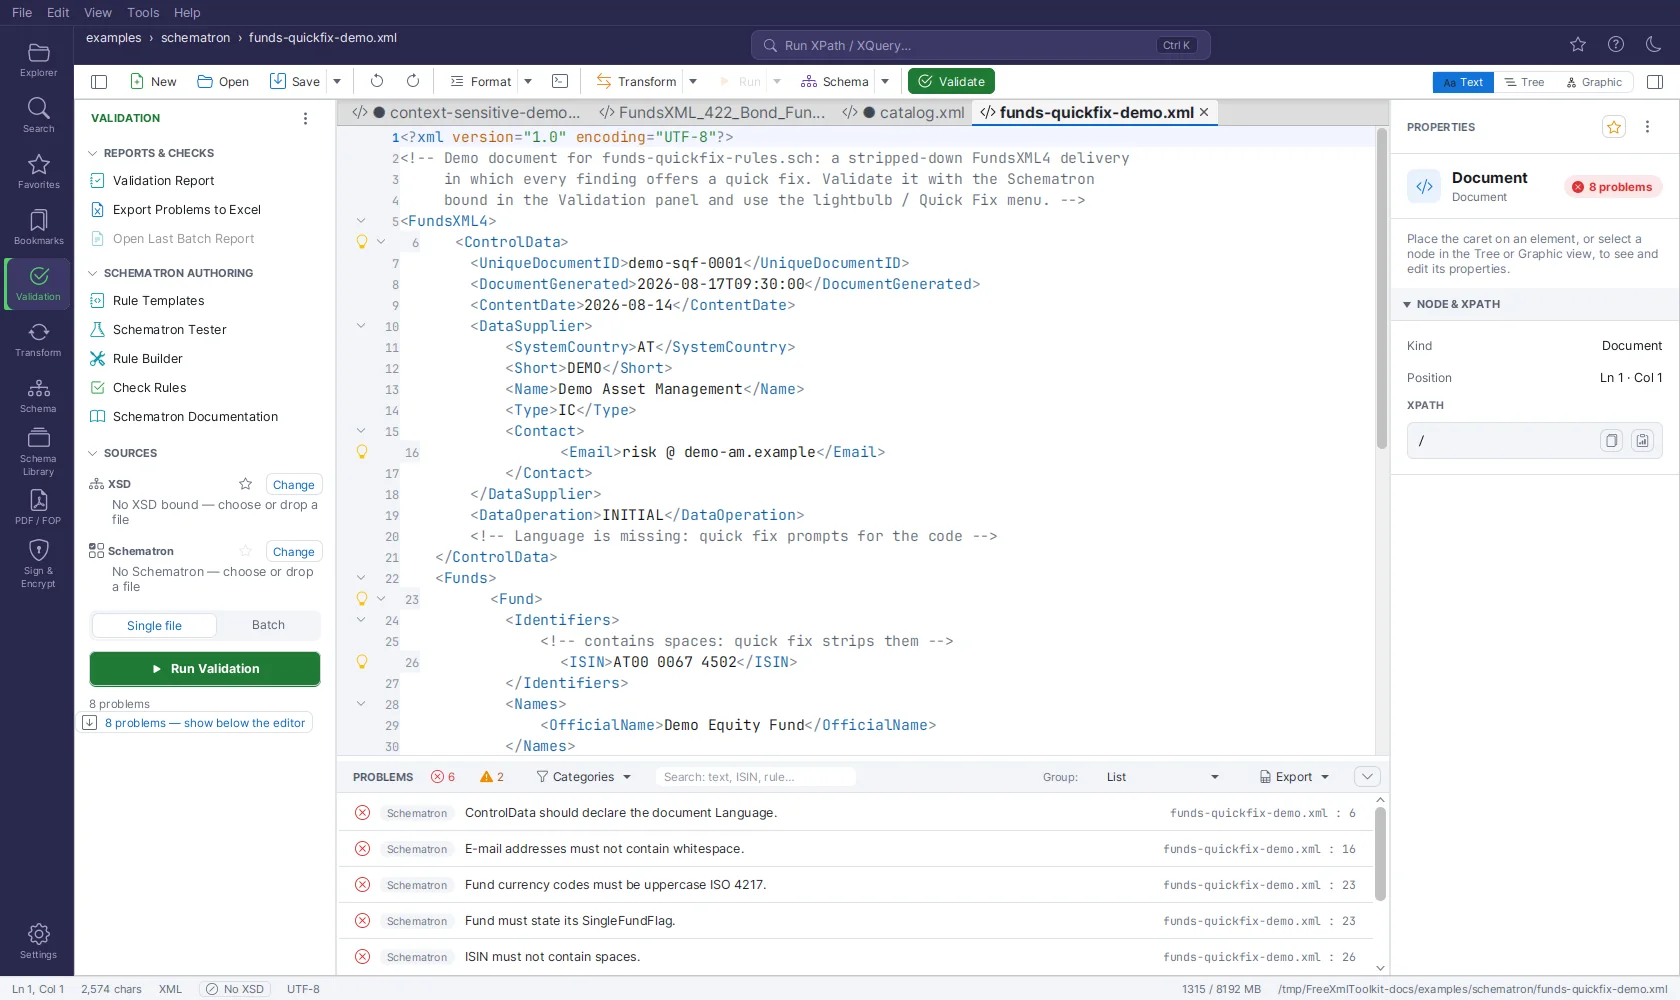 File Edit View Tools Help
examples › schematron › funds-quickfix-demo.xml
Run XPath / XQuery... Ctrl K
New Open Save Format Transform Run Schema Validate
Aa Text Tree Graphic
Explorer
Search
Favorites
Bookmarks
Validation
Transform
Schema
Schema
Library
PDF / FOP
Sign &
Encrypt
Settings
VALIDATION
REPORTS & CHECKS
Validation Report
Export Problems to Excel
Open Last Batch Report
SCHEMATRON AUTHORING
Rule Templates
Schematron Tester
Rule Builder
Check Rules
Schematron Documentation
SOURCES
XSD Change
No XSD bound — choose or drop a
file
Schematron Change
No Schematron — choose or drop
a file
Single file Batch
Run Validation
8 problems
8 problems — show below the editor
</> context-sensitive-demo... </> FundsXML_422_Bond_Fun... </> catalog.xml </> funds-quickfix-demo.xml ×
1 <?xml version="1.0" encoding="UTF-8"?>
2 <!-- Demo document for funds-quickfix-rules.sch: a stripped-down FundsXML4 delivery
3 in which every finding offers a quick fix. Validate it with the Schematron
4 bound in the Validation panel and use the lightbulb / Quick Fix menu. -->
5 <FundsXML4>
6 <ControlData>
7 <UniqueDocumentID>demo-sqf-0001</UniqueDocumentID>
8 <DocumentGenerated>2026-08-17T09:30:00</DocumentGenerated>
9 <ContentDate>2026-08-14</ContentDate>
10 <DataSupplier>
11 <SystemCountry>AT</SystemCountry>
12 <Short>DEMO</Short>
13 <Name>Demo Asset Management</Name>
14 <Type>IC</Type>
15 <Contact>
16 <Email>risk @ demo-am.example</Email>
17 </Contact>
18 </DataSupplier>
19 <DataOperation>INITIAL</DataOperation>
20 <!-- Language is missing: quick fix prompts for the code -->
21 </ControlData>
22 <Funds>
23 <Fund>
24 <Identifiers>
25 <!-- contains spaces: quick fix strips them -->
26 <ISIN>AT00 0067 4502</ISIN>
27 </Identifiers>
28 <Names>
29 <OfficialName>Demo Equity Fund</OfficialName>
30 </Names>
PROBLEMS 6 2 Categories Search: text, ISIN, rule... Group: List Export
Schematron ControlData should declare the document Language. funds-quickfix-demo.xml : 6
Schematron E-mail addresses must not contain whitespace. funds-quickfix-demo.xml : 16
Schematron Fund currency codes must be uppercase ISO 4217. funds-quickfix-demo.xml : 23
Schematron Fund must state its SingleFundFlag. funds-quickfix-demo.xml : 23
Schematron ISIN must not contain spaces. funds-quickfix-demo.xml : 26
PROPERTIES
</> Document
Document
8 problems
Place the caret on an element, or select a
node in the Tree or Graphic view, to see and
edit its properties.
NODE & XPATH
Kind Document
Position Ln 1 · Col 1
XPATH
/
Ln 1, Col 1 2,574 chars XML No XSD UTF-8 1315 / 8192 MB /tmp/FreeXmlToolkit-docs/examples/schematron/funds-quickfix-demo.xml